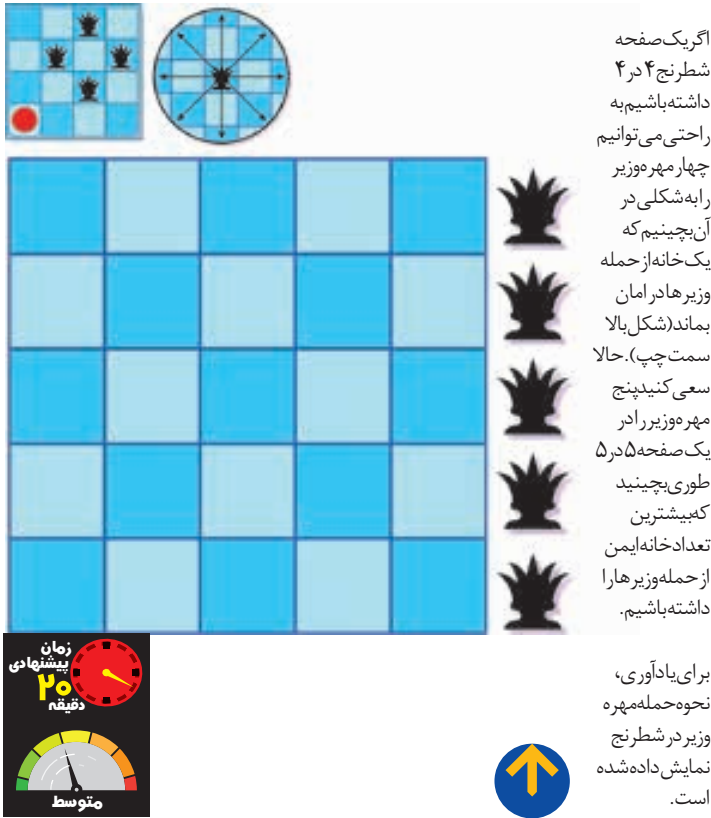 اگر یک صفحه
شطرنج ۴ در ۴
داشته باشیم به
راحتی می توانیم
چهار مهره وزیر
را به شکلی در
آن بچینیم که
یک خانه از حمله
وزیر ها در امان
بماند (شکل بالا
سمت چپ). حالا
سعی کنید پنج
مهره وزیر را در
یک صفحه ۵ در ۵
طوری بچینید
که بیشترین
تعداد خانه ایمن
از حمله وزیر ها را
داشته باشیم.
برای یادآوری،
نحوه حمله مهره
وزیر در شطرنج
نمایش داده شده
است.
زمان
پیشنهادی
۲۰
دقیقه
متوسط